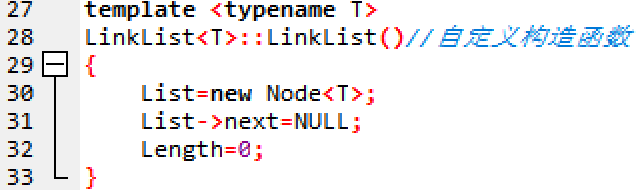 27 template <typename T>
28 LinkList<T>::LinkList()//自定义构造函数
29 {
30 List=new Node<T>;
31 List->next=NULL;
32 Length=0;
33 }